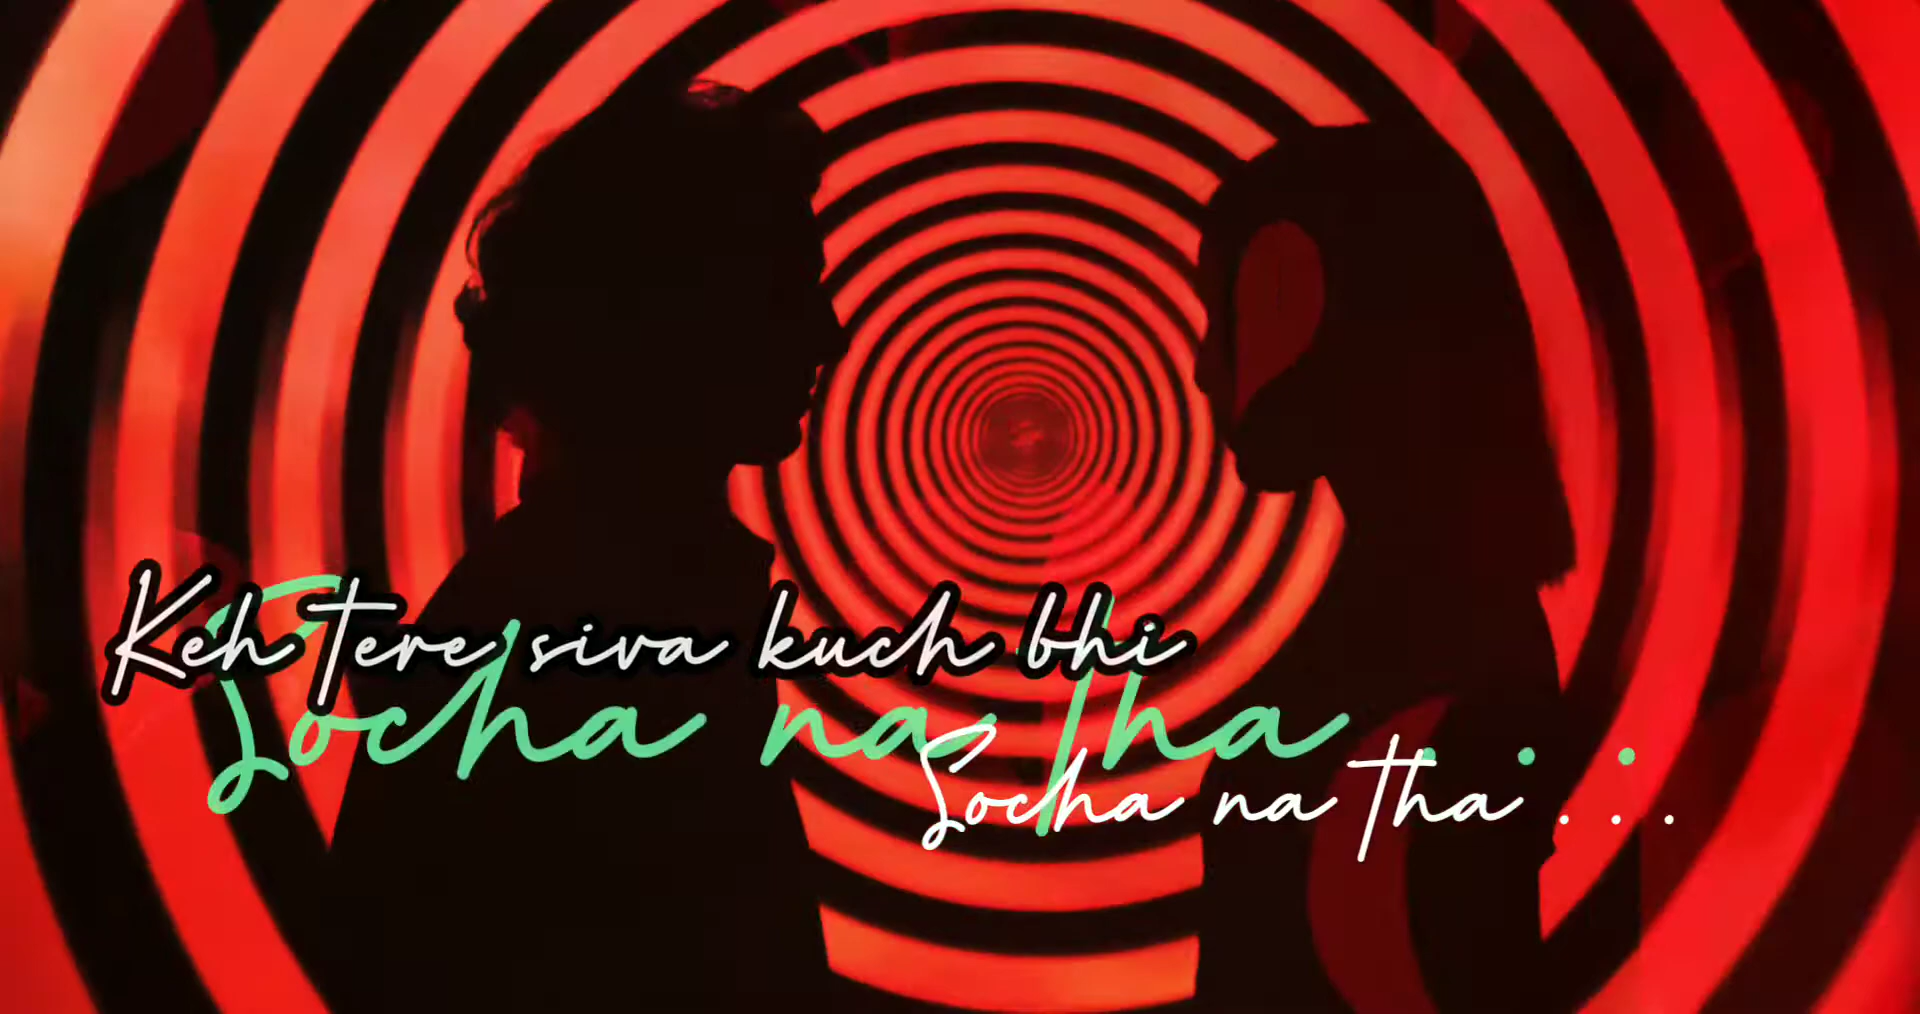 Keh tere siva kuch bhi
Socha na tha . . .
Socha na tha . . .